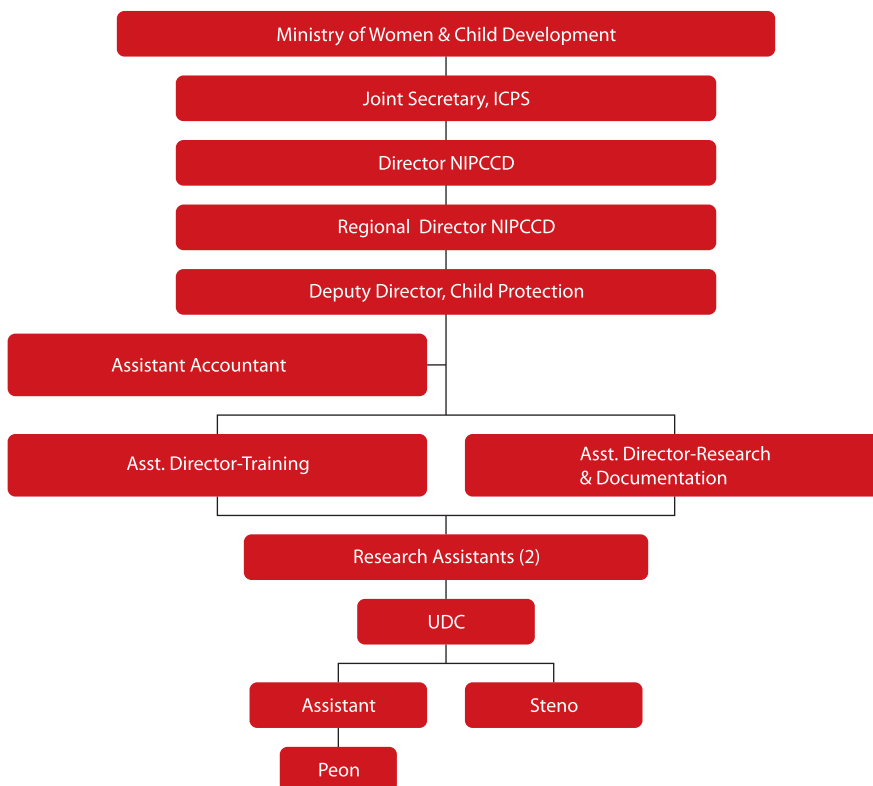 Ministry of Women & Child Development
Joint Secretary, ICPS
Director NIPCCD
Regional Director NIPCCD
Deputy Director, Child Protection
Assistant Accountant
Asst. Director-Training
Asst. Director-Research
& Documentation
Research Assistants (2)
UDC
Assistant
Steno
Peon